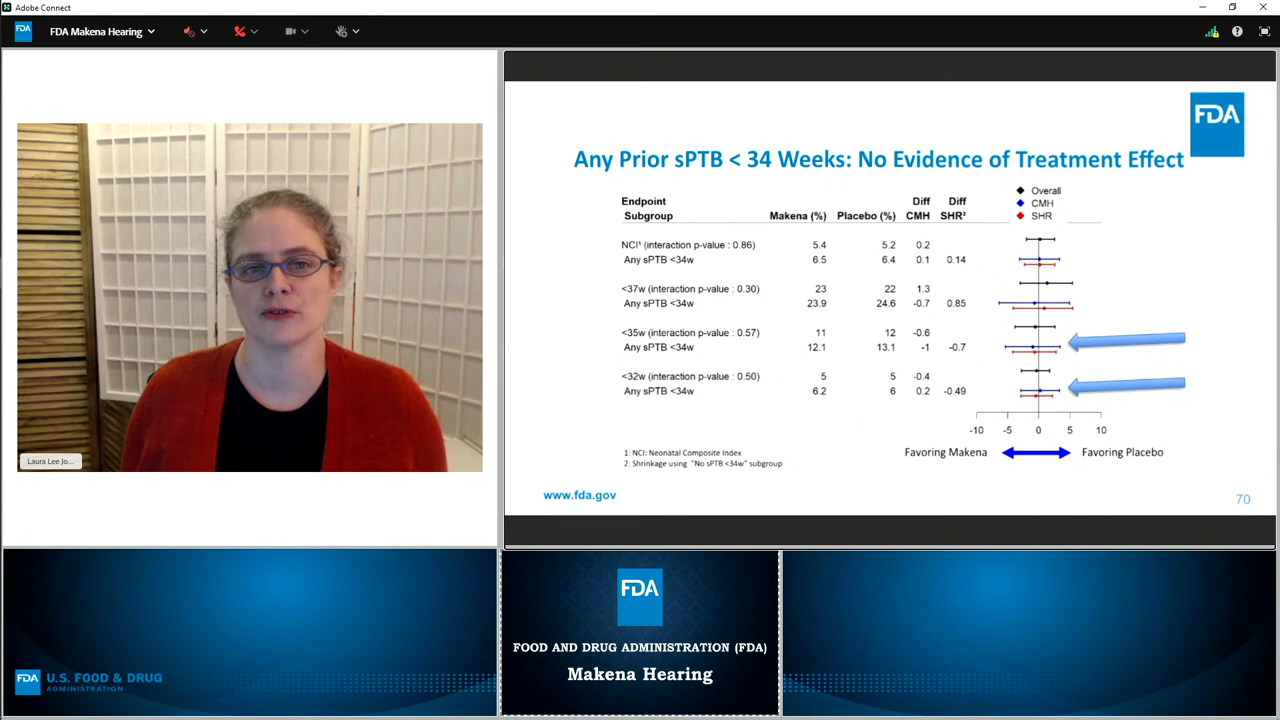 Adobe Connect
FDA
FDA Makena Hearing
FDA
Any Prior sPTB < 34 Weeks: No Evidence of Treatment Effect
Endpoint Diff Diff
Subgroup Makena (%) Placebo (%) CMH SHR²
Overall
CMH
SHR
NCI¹ (interaction p-value : 0.86) 5.4 5.2 0.2
Any sPTB <34w 6.5 6.4 0.1 0.14
<37w (interaction p-value : 0.30) 23 22 1.3
Any sPTB <34w 23.9 24.6 -0.7 0.85
<35w (interaction p-value : 0.57) 11 12 -0.6
Any sPTB <34w 12.1 13.1 -1 -0.7
<32w (interaction p-value : 0.50) 5 5 -0.4
Any sPTB <34w 6.2 6 0.2 -0.49
-10 -5 0 5 10
Favoring Makena Favoring Placebo
1: NCI: Neonatal Composite Index
2: Shrinkage using "No sPTB <34w" subgroup
www.fda.gov
70
Laura Lee Jo...
FDA U.S. FOOD & DRUG
ADMINISTRATION
FDA
FOOD AND DRUG ADMINISTRATION (FDA)
Makena Hearing